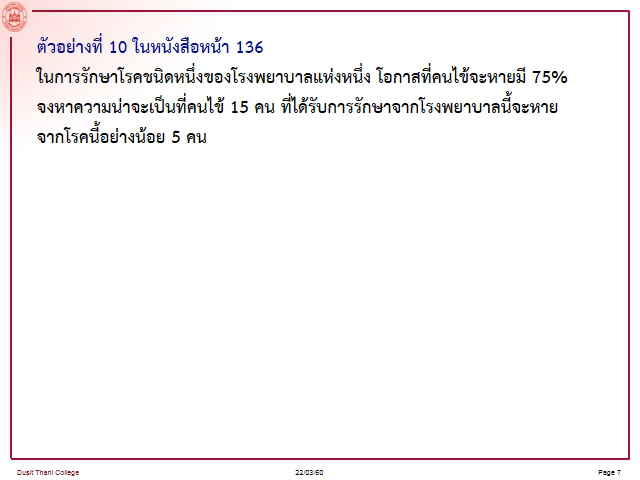 ตัวอย่างที่ 10 ในหนังสือหน้า 136
ในการรักษาโรคชนิดหนึ่งของโรงพยาบาลแห่งหนึ่ง โอกาสที่คนไข้จะหายมี 75%
จงหาความน่าจะเป็นที่คนไข้ 15 คน ที่ได้รับการรักษาจากโรงพยาบาลนี้จะหาย
จากโรคนี้อย่างน้อย 5 คน
Dusit Thani College 22/03/60 Page 7